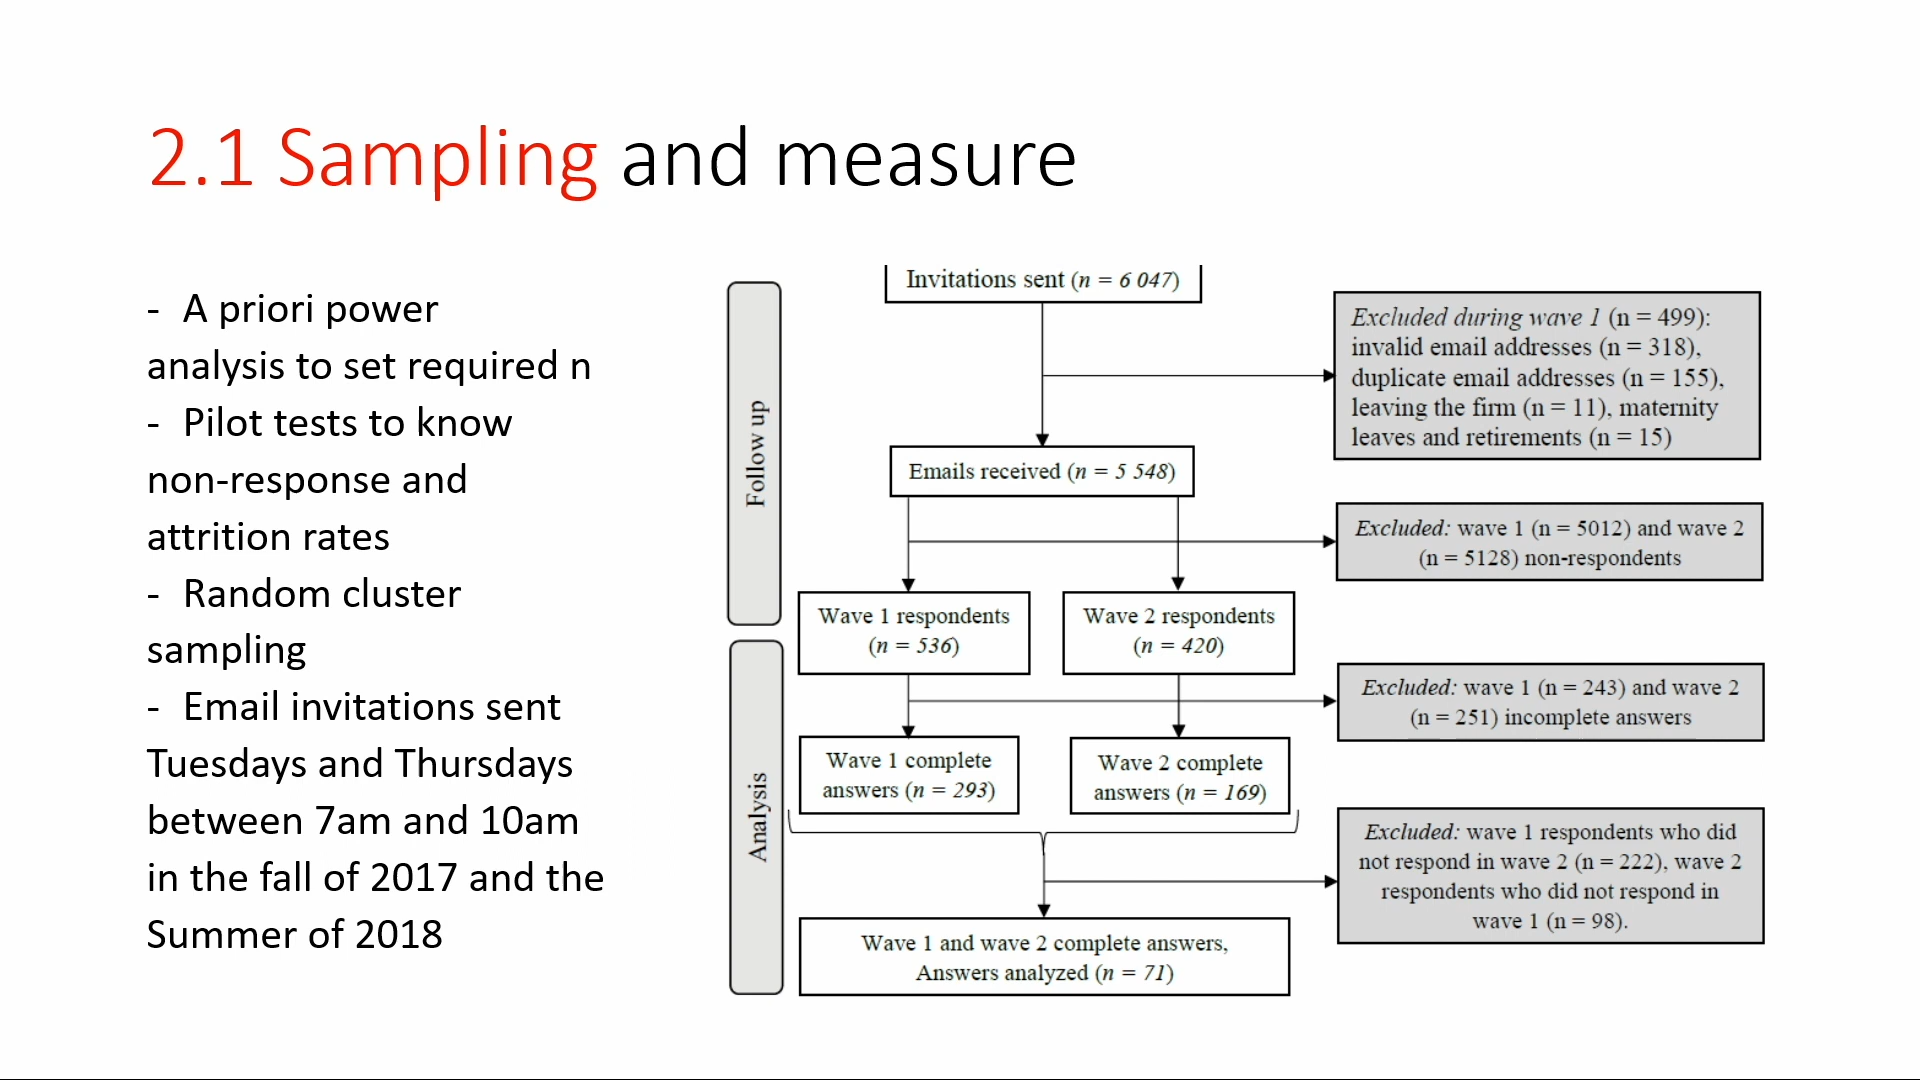 2.1 Sampling and measure
- A priori power
analysis to set required n
- Pilot tests to know
non-response and
attrition rates
- Random cluster
sampling
- Email invitations sent
Tuesdays and Thursdays
between 7am and 10am
in the fall of 2017 and the
Summer of 2018
Follow up
Analysis
Invitations sent (n = 6 047)
Excluded during wave 1 (n = 499):
invalid email addresses (n = 318),
duplicate email addresses (n = 155),
leaving the firm (n = 11), maternity
leaves and retirements (n = 15)
Emails received (n = 5 548)
Excluded: wave 1 (n = 5012) and wave 2
(n = 5128) non-respondents
Wave 1 respondents
(n = 536)
Wave 2 respondents
(n = 420)
Excluded: wave 1 (n = 243) and wave 2
(n = 251) incomplete answers
Wave 1 complete
answers (n = 293)
Wave 2 complete
answers (n = 169)
Excluded: wave 1 respondents who did
not respond in wave 2 (n = 222), wave 2
respondents who did not respond in
wave 1 (n = 98).
Wave 1 and wave 2 complete answers,
Answers analyzed (n = 71)